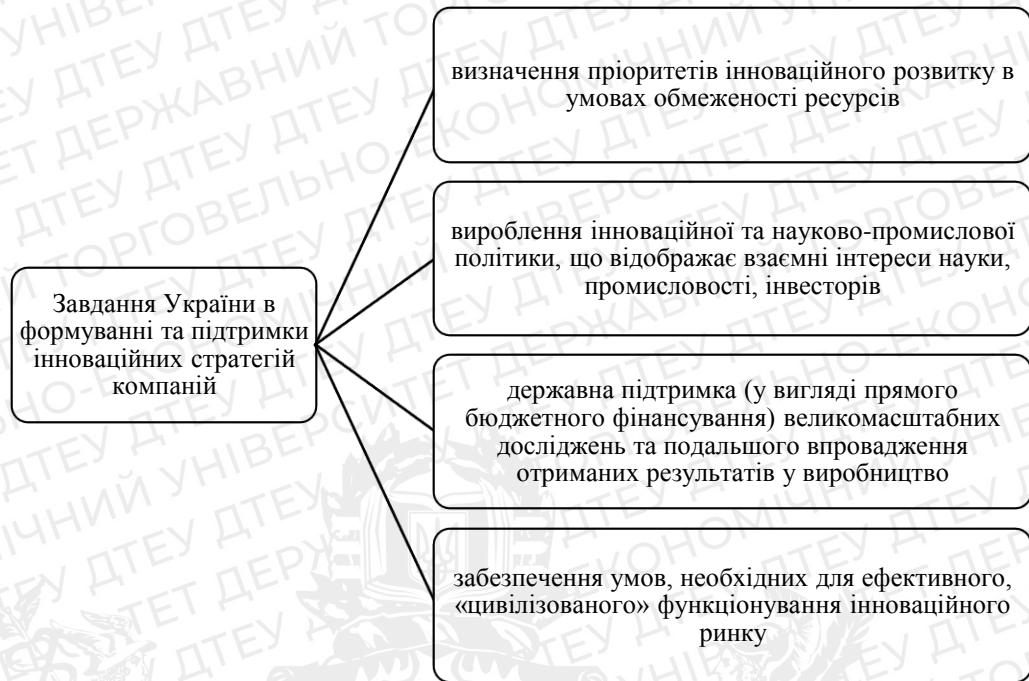 Завдання України в
формуванні та підтримки
інноваційних стратегій
компаній
визначення пріоритетів інноваційного розвитку в
умовах обмеженості ресурсів
вироблення інноваційної та науково-промислової
політики, що відображає взаємні інтереси науки,
промисловості, інвесторів
державна підтримка (у вигляді прямого
бюджетного фінансування) великомасштабних
досліджень та подальшого впровадження
отриманих результатів у виробництво
забезпечення умов, необхідних для ефективного,
«цивілізованого» функціонування інноваційного
ринку